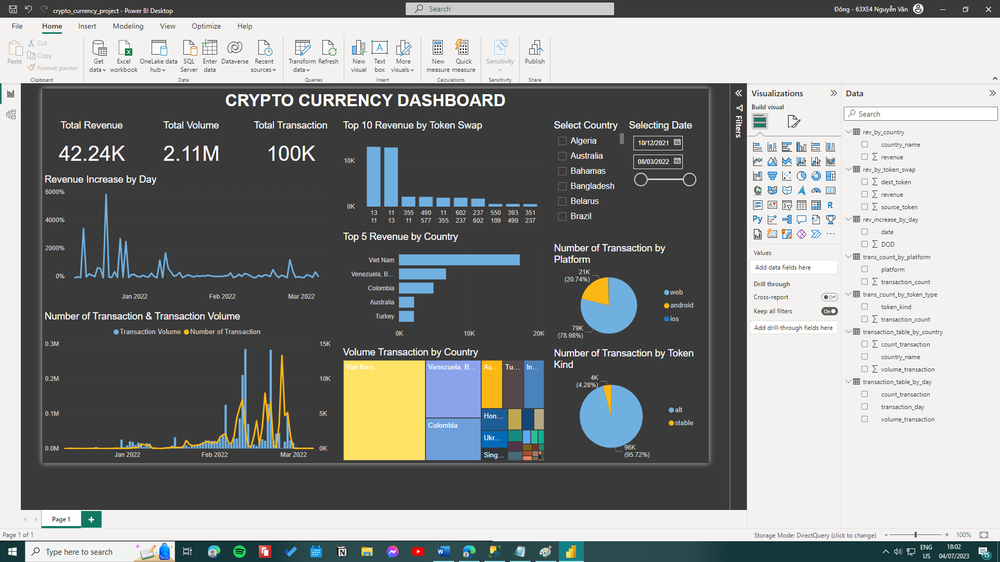 crypto_currency_project - Power BI Desktop
Search
Đông - 63XE4 Nguyễn Văn
File Home Insert Modeling View Optimize Help
Paste
Cut
Copy
Format painter
Clipboard
Get data
Excel workbook
OneLake data hub
SQL Server
Enter data
Dataverse
Recent sources
Data
Transform data
Refresh
Queries
New visual
Text box
More visuals
Insert
New measure
Quick measure
Calculations
Sensitivity
Sensitivity
Publish
Share
CRYPTO CURRENCY DASHBOARD
Total Revenue
42.24K
Total Volume
2.11M
Total Transaction
100K
Revenue Increase by Day
6000%
4000%
2000%
0%
Jan 2022 Feb 2022 Mar 2022
Number of Transaction & Transaction Volume
Transaction Volume Number of Transaction
0.3M 15K
0.2M 10K
0.1M 5K
0.0M 0K
Jan 2022 Feb 2022 Mar 2022
Top 10 Revenue by Token Swap
10K
0K
13 11 355 490 11 602 237 550 393 351
11 13 11 577 355 237 602 109 490 237
Top 5 Revenue by Country
Viet Nam
Venezuela, B...
Colombia
Australia
Turkey
0K 10K 20K
Volume Transaction by Country
Viet Nam
Venezuela, B...
Colombia
Au...
Tu...
In...
Hon...
Ukr...
Sing...
Select Country
Algeria
Australia
Bahamas
Bangladesh
Belarus
Brazil
Selecting Date
10/12/2021
08/03/2022
Number of Transaction by
Platform
21K
(20.74%)
79K
(78.98%)
web
android
ios
Number of Transaction by Token
Kind
4K
(4.28%)
96K
(95.72%)
alt
stable
Filters
Visualizations
Build visual
123
R
Py
123
Values
Add data fields here
Drill through
Cross-report
Off
Keep all filters
On
Add drill-through fields here
Data
Search
rev_by_country
country_name
revenue
rev_by_token_swap
dest_token
revenue
source_token
rev_increase_by_day
date
DOD
trans_count_by_platform
platform
transaction_count
trans_count_by_token_type
token_kind
transaction_count
transaction_table_by_country
count_transaction
country_name
volume_transaction
transaction_table_by_day
count_transaction
transaction_day
volume_transaction
Page 1
Page 1 of 1
Storage Mode: DirectQuery (click to change)
- + 100%
Type here to search
ENG
US
18:02
04/07/2023
15